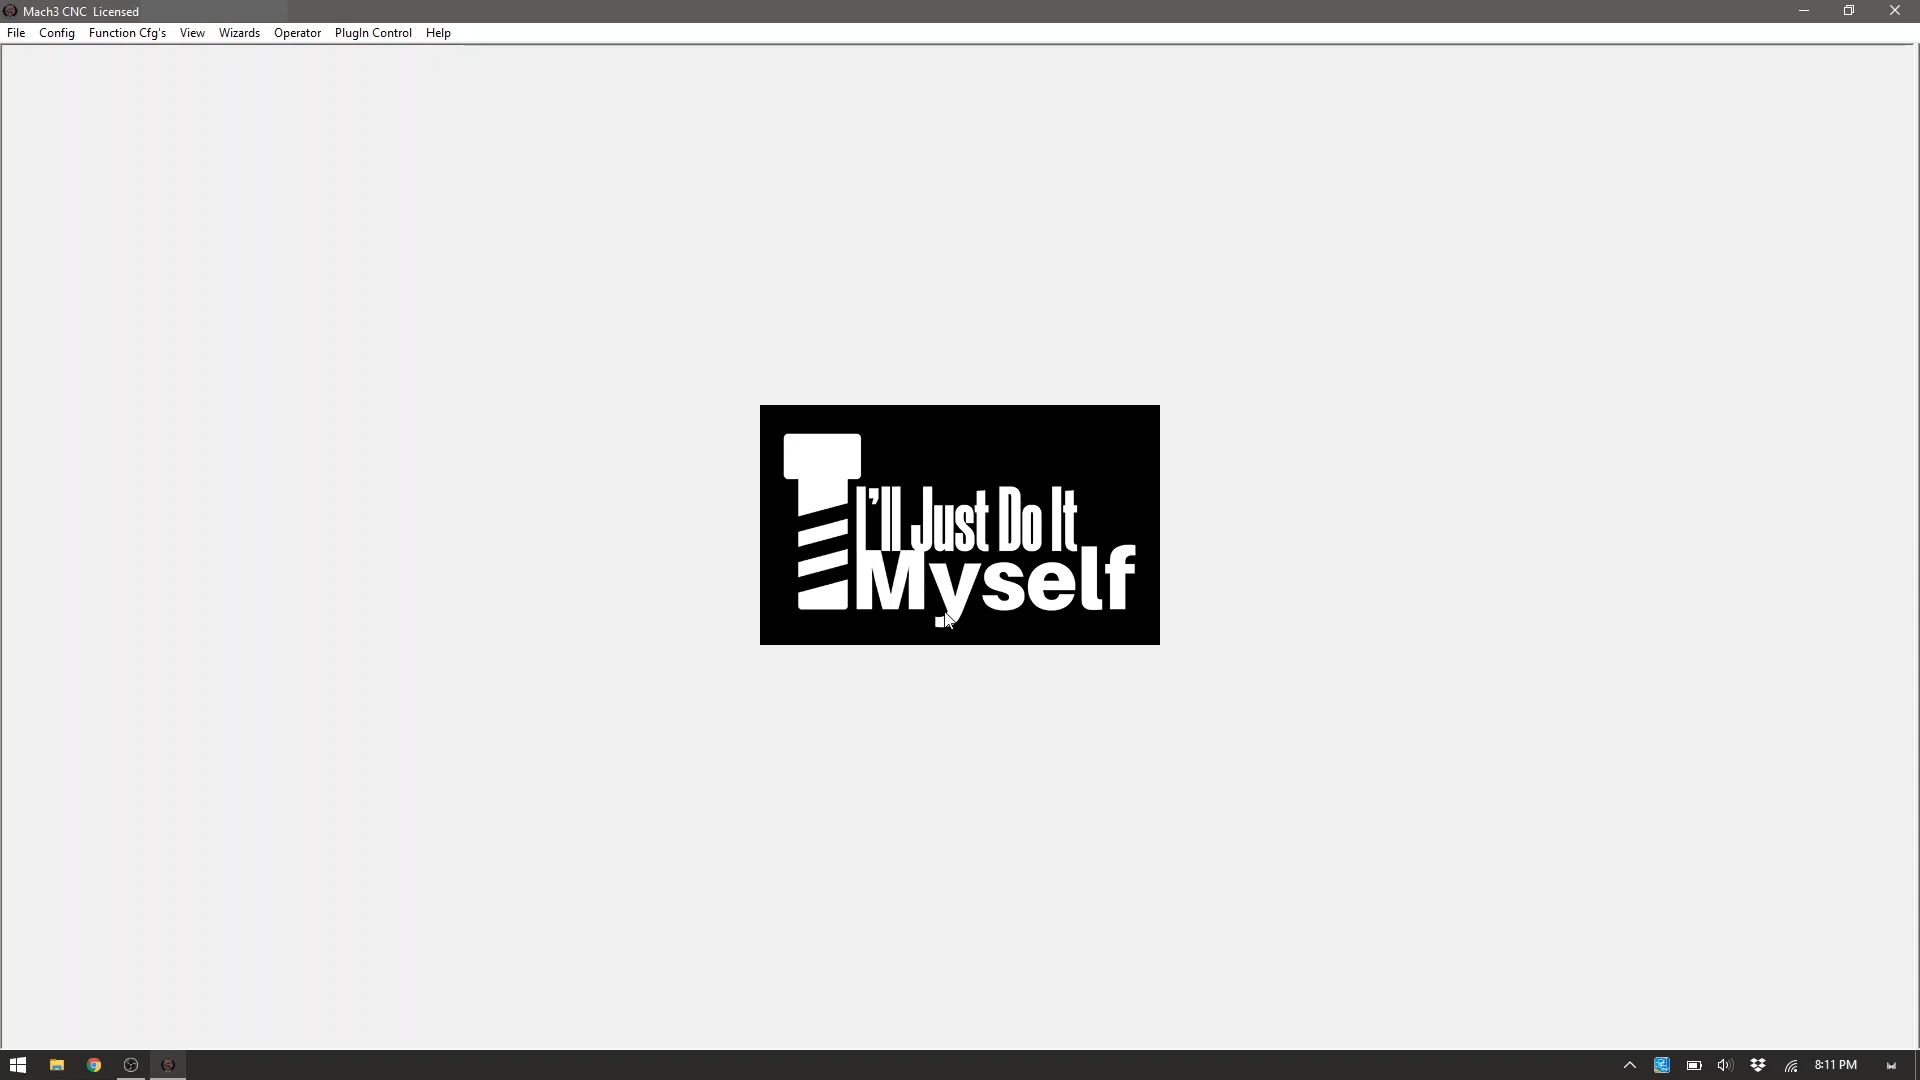 Mach3 CNC  Licensed
File Config Function Cfg's View Wizards Operator PlugIn Control Help
I'll Just Do It
Myself
8:11 PM